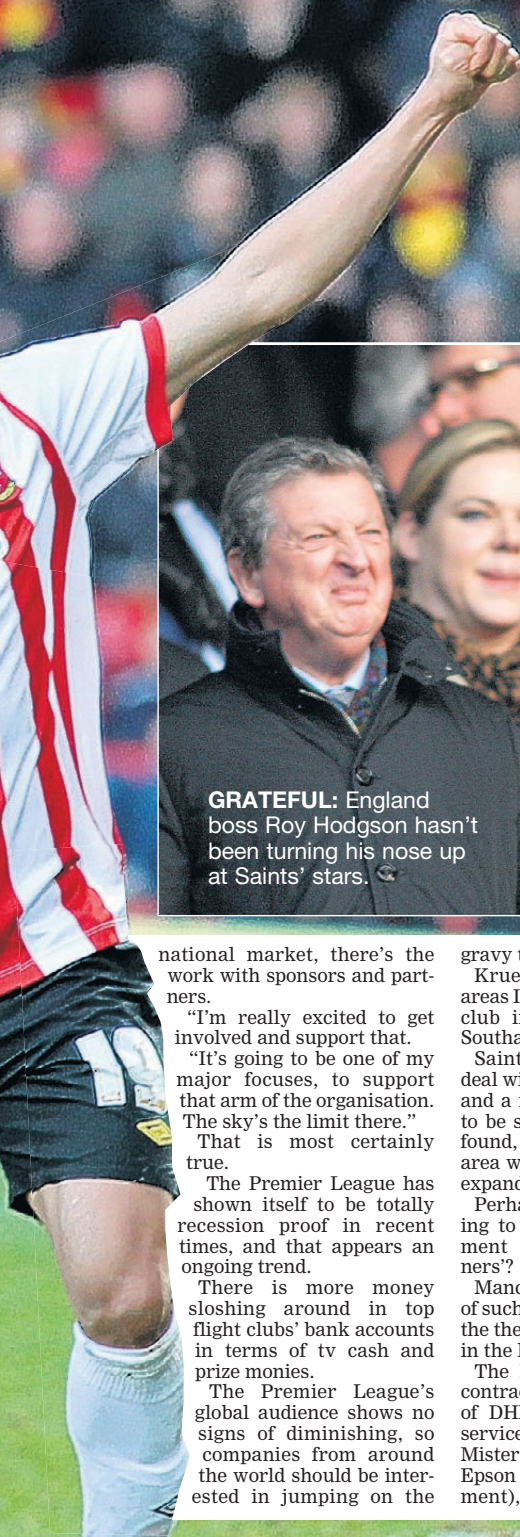 GRATEFUL: England
boss Roy Hodgson hasn't
been turning his nose up
at Saints' stars.
19
national market, there's the
work with sponsors and part-
ners.
"I'm really excited to get
involved and support that.
"It's going to be one of my
major focuses, to support
that arm of the organisation.
The sky's the limit there."
That is most certainly
true.
The Premier League has
shown itself to be totally
recession proof in recent
times, and that appears an
ongoing trend.
There is more money
sloshing around in top
flight clubs' bank accounts
in terms of tv cash and
prize monies.
The Premier League's
global audience shows no
signs of diminishing, so
companies from around
the world should be inter-
ested in jumping on the
gravy
areas
club
deal
and a
to be
found,
area
expand
Perha
ing to
ment
ners'?
of such
the
in the
The
contrac
of
service
Mister
Epson
ment),